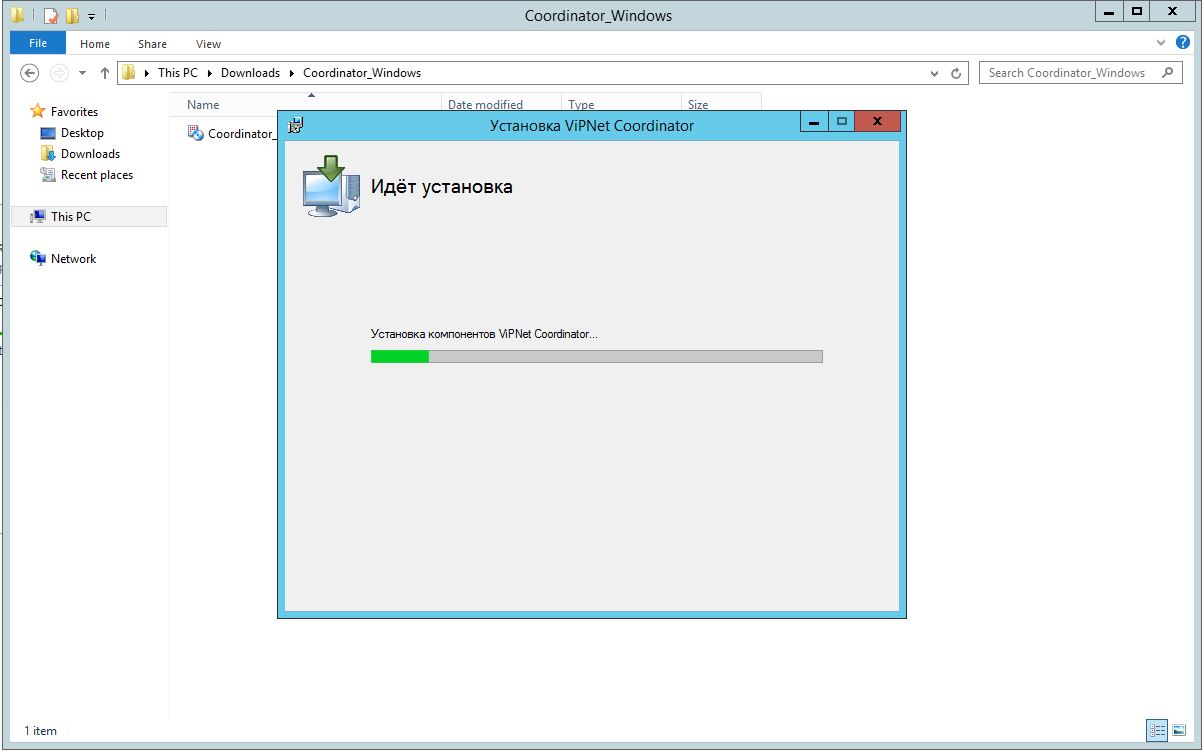 Coordinator_Windows
File Home Share View
This PC Downloads Coordinator_Windows Search Coordinator_Windows
Name Date modified Type Size
Favorites
Desktop
Downloads
Recent places
This PC
Network
Coordinator_
Установка ViPNet Coordinator
Идёт установка
Установка компонентов ViPNet Coordinator...
1 item